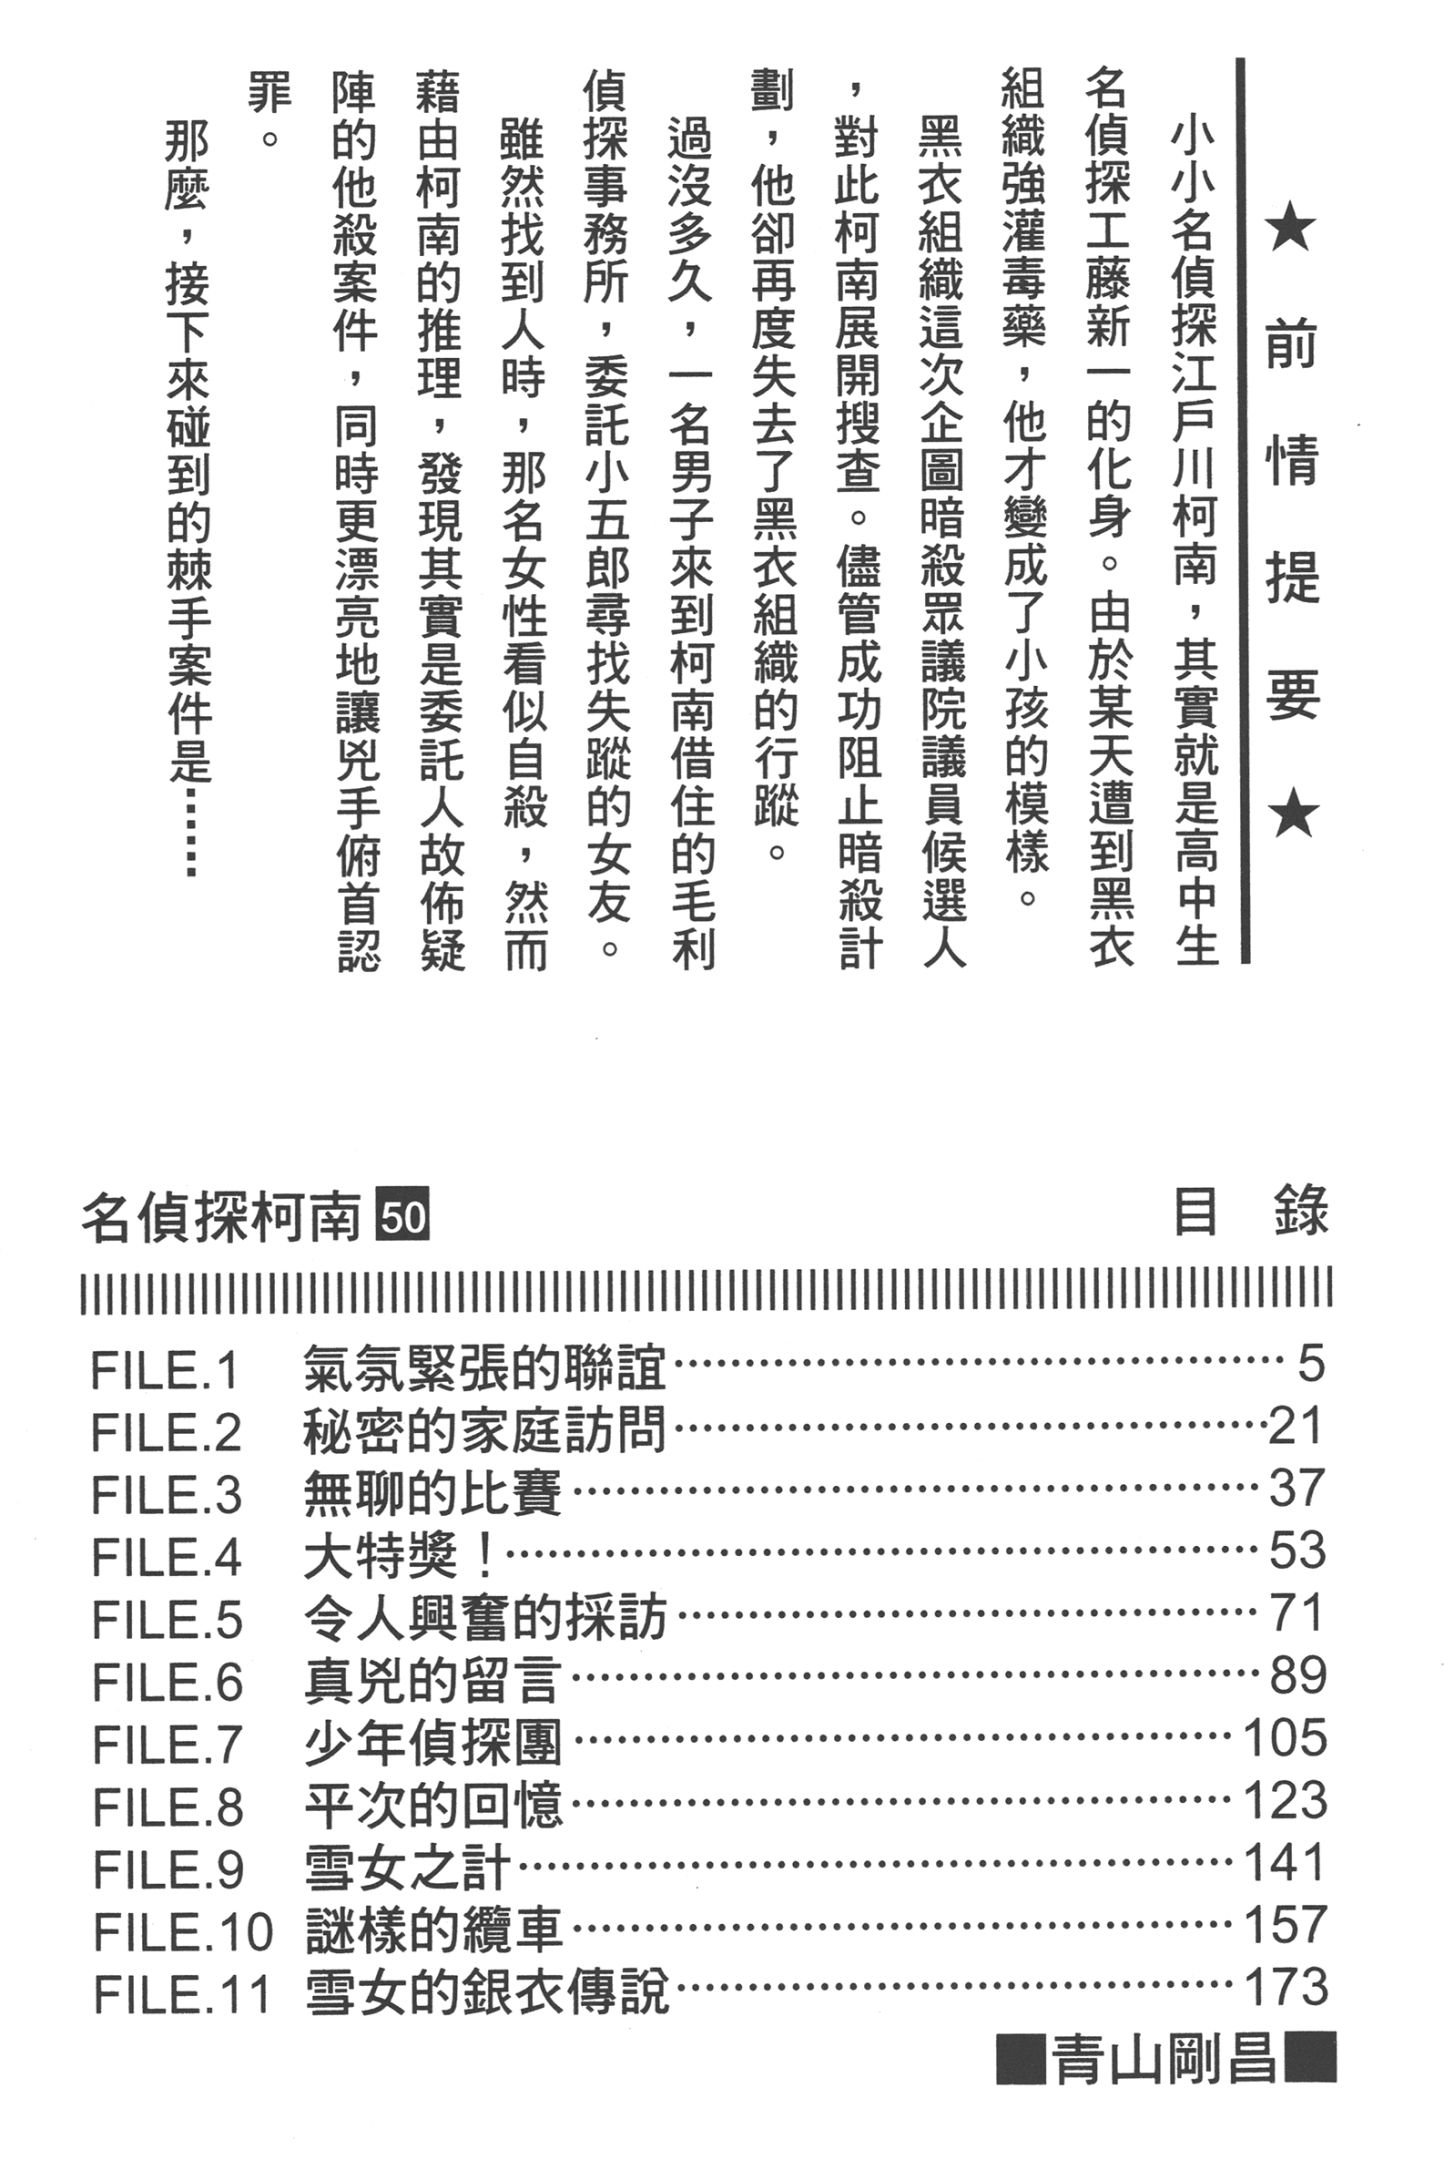 ★前情提要★
小小名偵探江戶川柯南，其實就是高中生
名偵探工藤新一的化身。由於某天遭到黑衣
組織強灌毒藥，他才變成了小孩的模樣。
黑衣組織這次企圖暗殺眾議院議員候選人
，對此柯南展開搜查。儘管成功阻止暗殺計
劃，他卻再度失去了黑衣組織的行蹤。
過沒多久，一名男子來到柯南借住的毛利
偵探事務所，委託小五郎尋找失蹤的女友。
雖然找到人時，那名女性看似自殺，然而
藉由柯南的推理，發現其實是委託人故佈疑
陣的他殺案件，同時更漂亮地讓兇手俯首認
罪。
那麼，接下來碰到的棘手案件是……
名偵探柯南 50 目 錄
FILE.1 氣氛緊張的聯誼…………………………………… 5
FILE.2 秘密的家庭訪問……………………………………21
FILE.3 無聊的比賽………………………………………… 37
FILE.4 大特獎！……………………………………………… 53
FILE.5 令人興奮的採訪…………………………………… 71
FILE.6 真兇的留言………………………………………… 89
FILE.7 少年偵探團……………………………………… 105
FILE.8 平次的回憶……………………………………… 123
FILE.9 雪女之計………………………………………… 141
FILE.10 謎樣的纜車……………………………………… 157
FILE.11 雪女的銀衣傳說………………………………… 173
■青山剛昌■